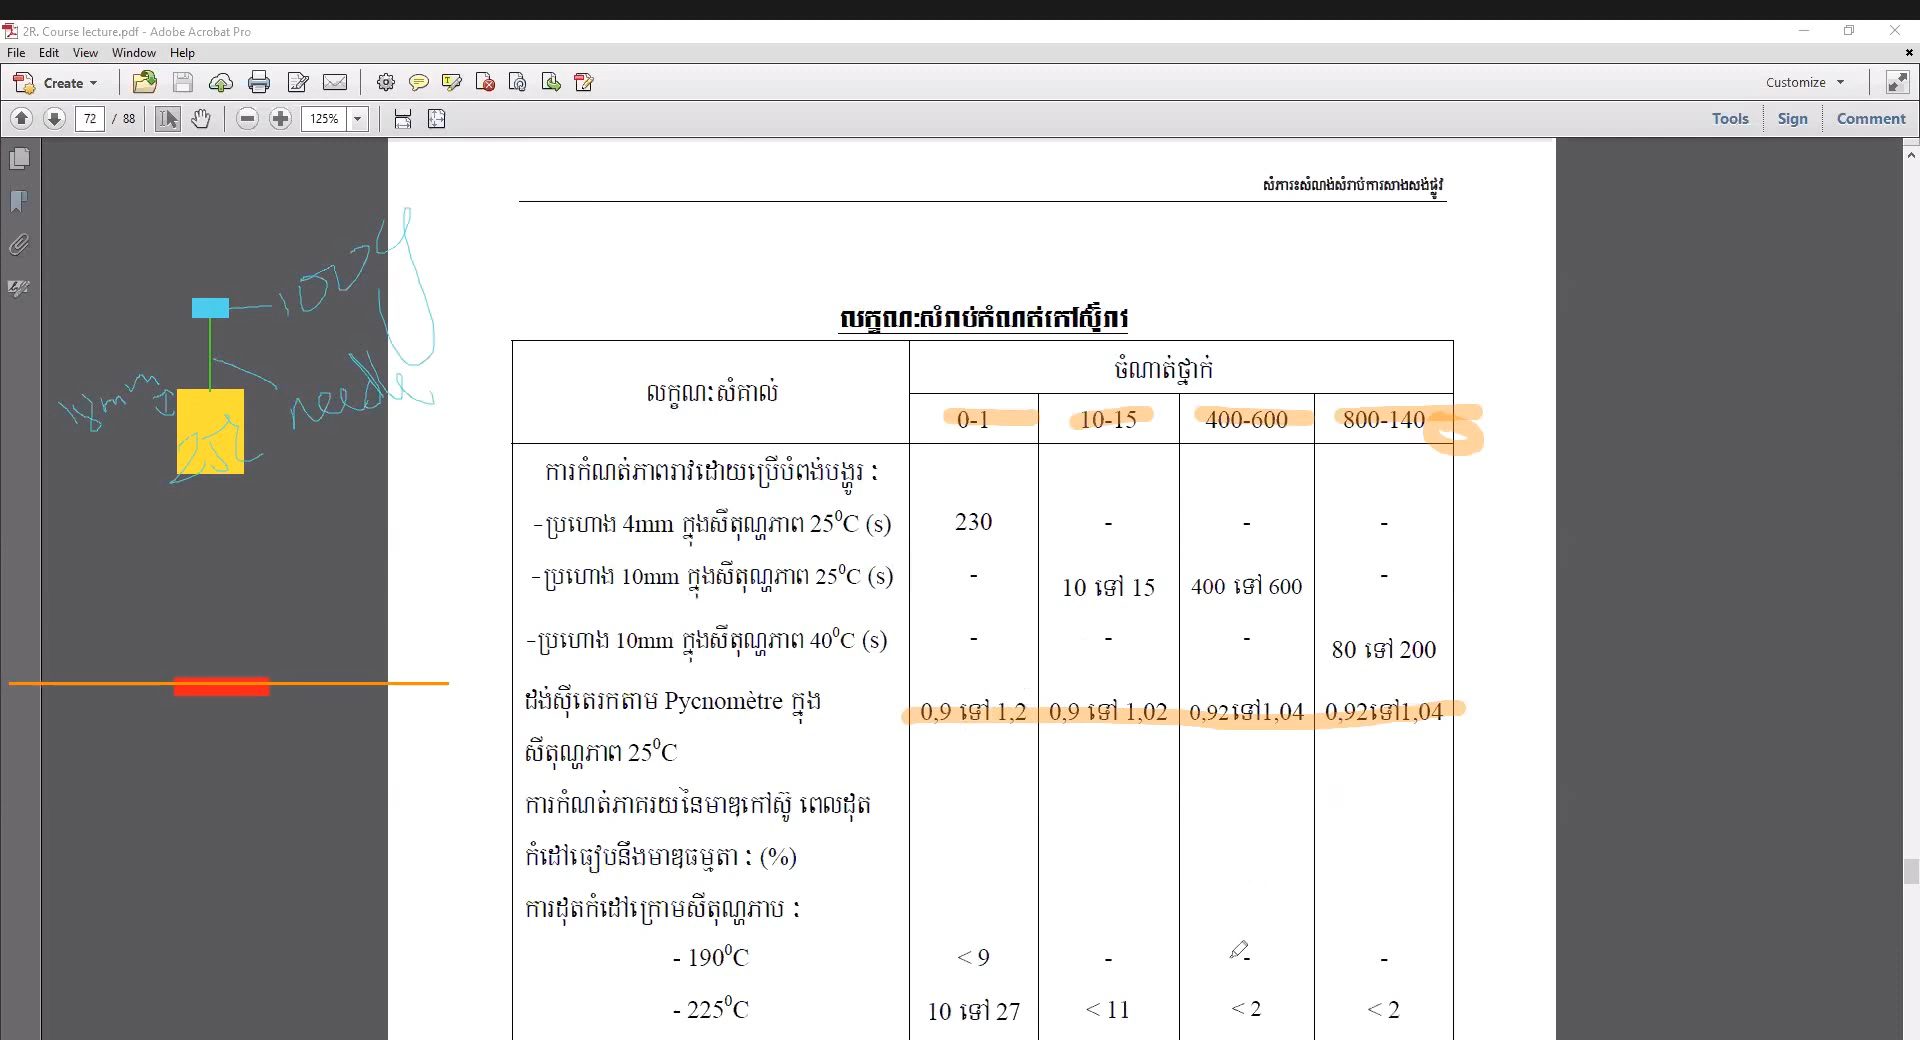 2R. Course lecture.pdf - Adobe Acrobat Pro
File Edit View Window Help
Create Customize
72 / 88 125% Tools Sign Comment
សំភារះសំណង់សំរាប់ការសាងសង់ផ្លូវ
100g
needle
18mm
លក្ខណៈសំរាប់កំណត់កៅស៊ូរាវ
លក្ខណៈសំគាល់ ចំណាត់ថ្នាក់
0-1 10-15 400-600 800-140
ការកំណត់ភាពរាវដោយប្រើបំពង់បង្ហូរ :
-ប្រហោង 4mm ក្នុងសីតុណ្ហភាព 25⁰C (s) 230 - - -
-ប្រហោង 10mm ក្នុងសីតុណ្ហភាព 25⁰C (s) - 10 ទៅ 15 400 ទៅ 600 -
-ប្រហោង 10mm ក្នុងសីតុណ្ហភាព 40⁰C (s) - - - 80 ទៅ 200
ដង់ស៊ីតេរកតាម Pycnomètre ក្នុង 0,9 ទៅ 1,2 0,9 ទៅ 1,02 0,92ទៅ1,04 0,92ទៅ1,04
សីតុណ្ហភាព 25⁰C
ការកំណត់ភាគរយនៃមាឌកៅស៊ូ ពេលដុត
កំដៅធៀបនឹងមាឌធម្មតា : (%)
ការដុតកំដៅក្រោមសីតុណ្ហភាប :
- 190⁰C < 9 - - -
- 225⁰C 10 ទៅ 27 < 11 < 2 < 2